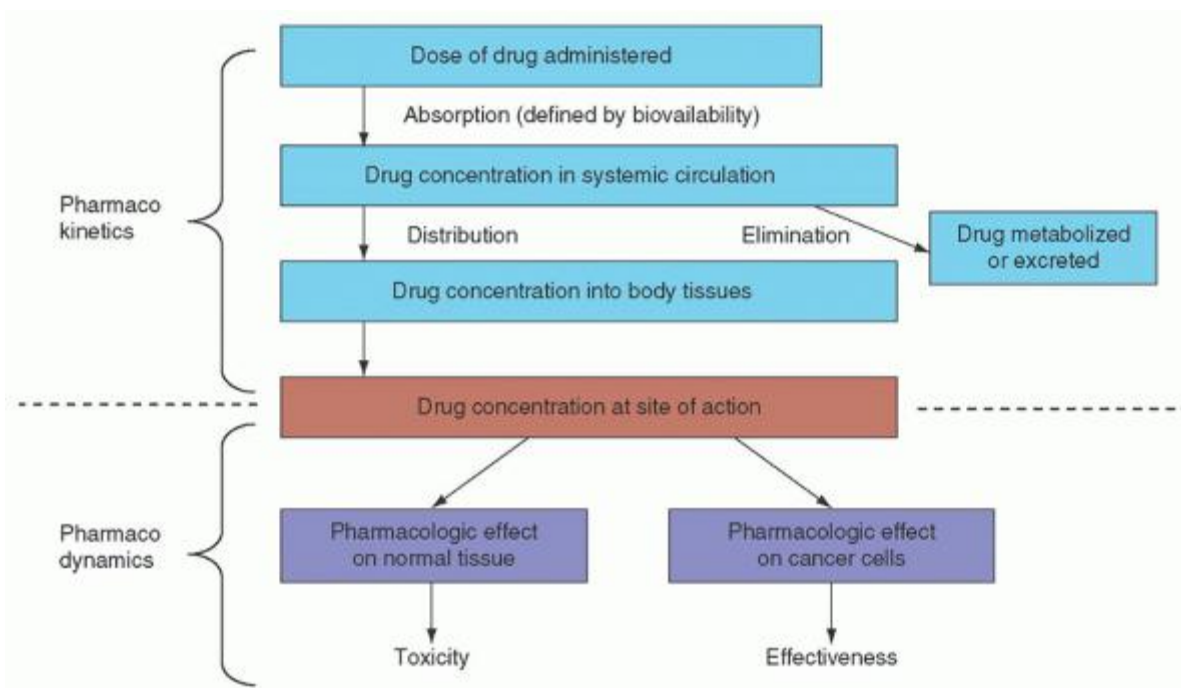 Dose of drug administered
Absorption (defined by biovailability)
Drug concentration in systemic circulation
Pharmaco
kinetics
Distribution
Elimination
Drug metabolized
or excreted
Drug concentration into body tissues
Drug concentration at site of action
Pharmaco
dynamics
Pharmacologic effect
on normal tissue
Pharmacologic effect
on cancer cells
Toxicity
Effectiveness